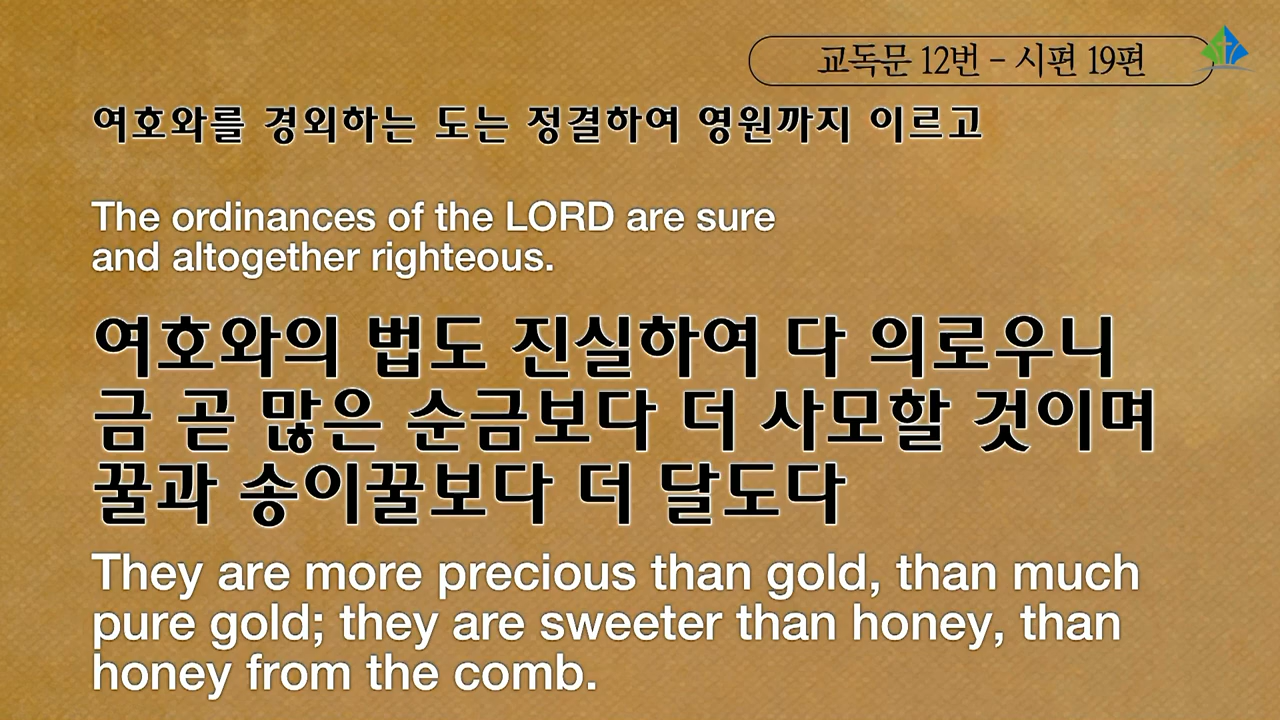 교독문 12번 - 시편 19편
여호와를 경외하는 도는 정결하여 영원까지 이르고
The ordinances of the LORD are sure
and altogether righteous.
여호와의 법도 진실하여 다 의로우니
금 곧 많은 순금보다 더 사모할 것이며
꿀과 송이꿀보다 더 달도다
They are more precious than gold, than much
pure gold; they are sweeter than honey, than
honey from the comb.